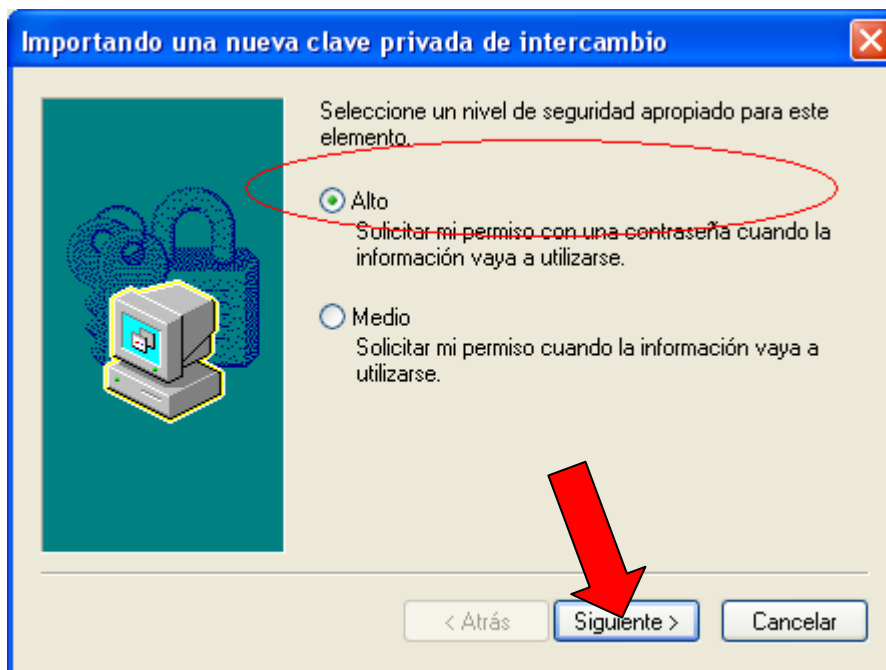 Importando una nueva clave privada de intercambio
Seleccione un nivel de seguridad apropiado para este
elemento.
Alto
Solicitar mi permiso con una contraseña cuando la
información vaya a utilizarse.
Medio
Solicitar mi permiso cuando la información vaya a
utilizarse.
< Atrás Siguiente > Cancelar